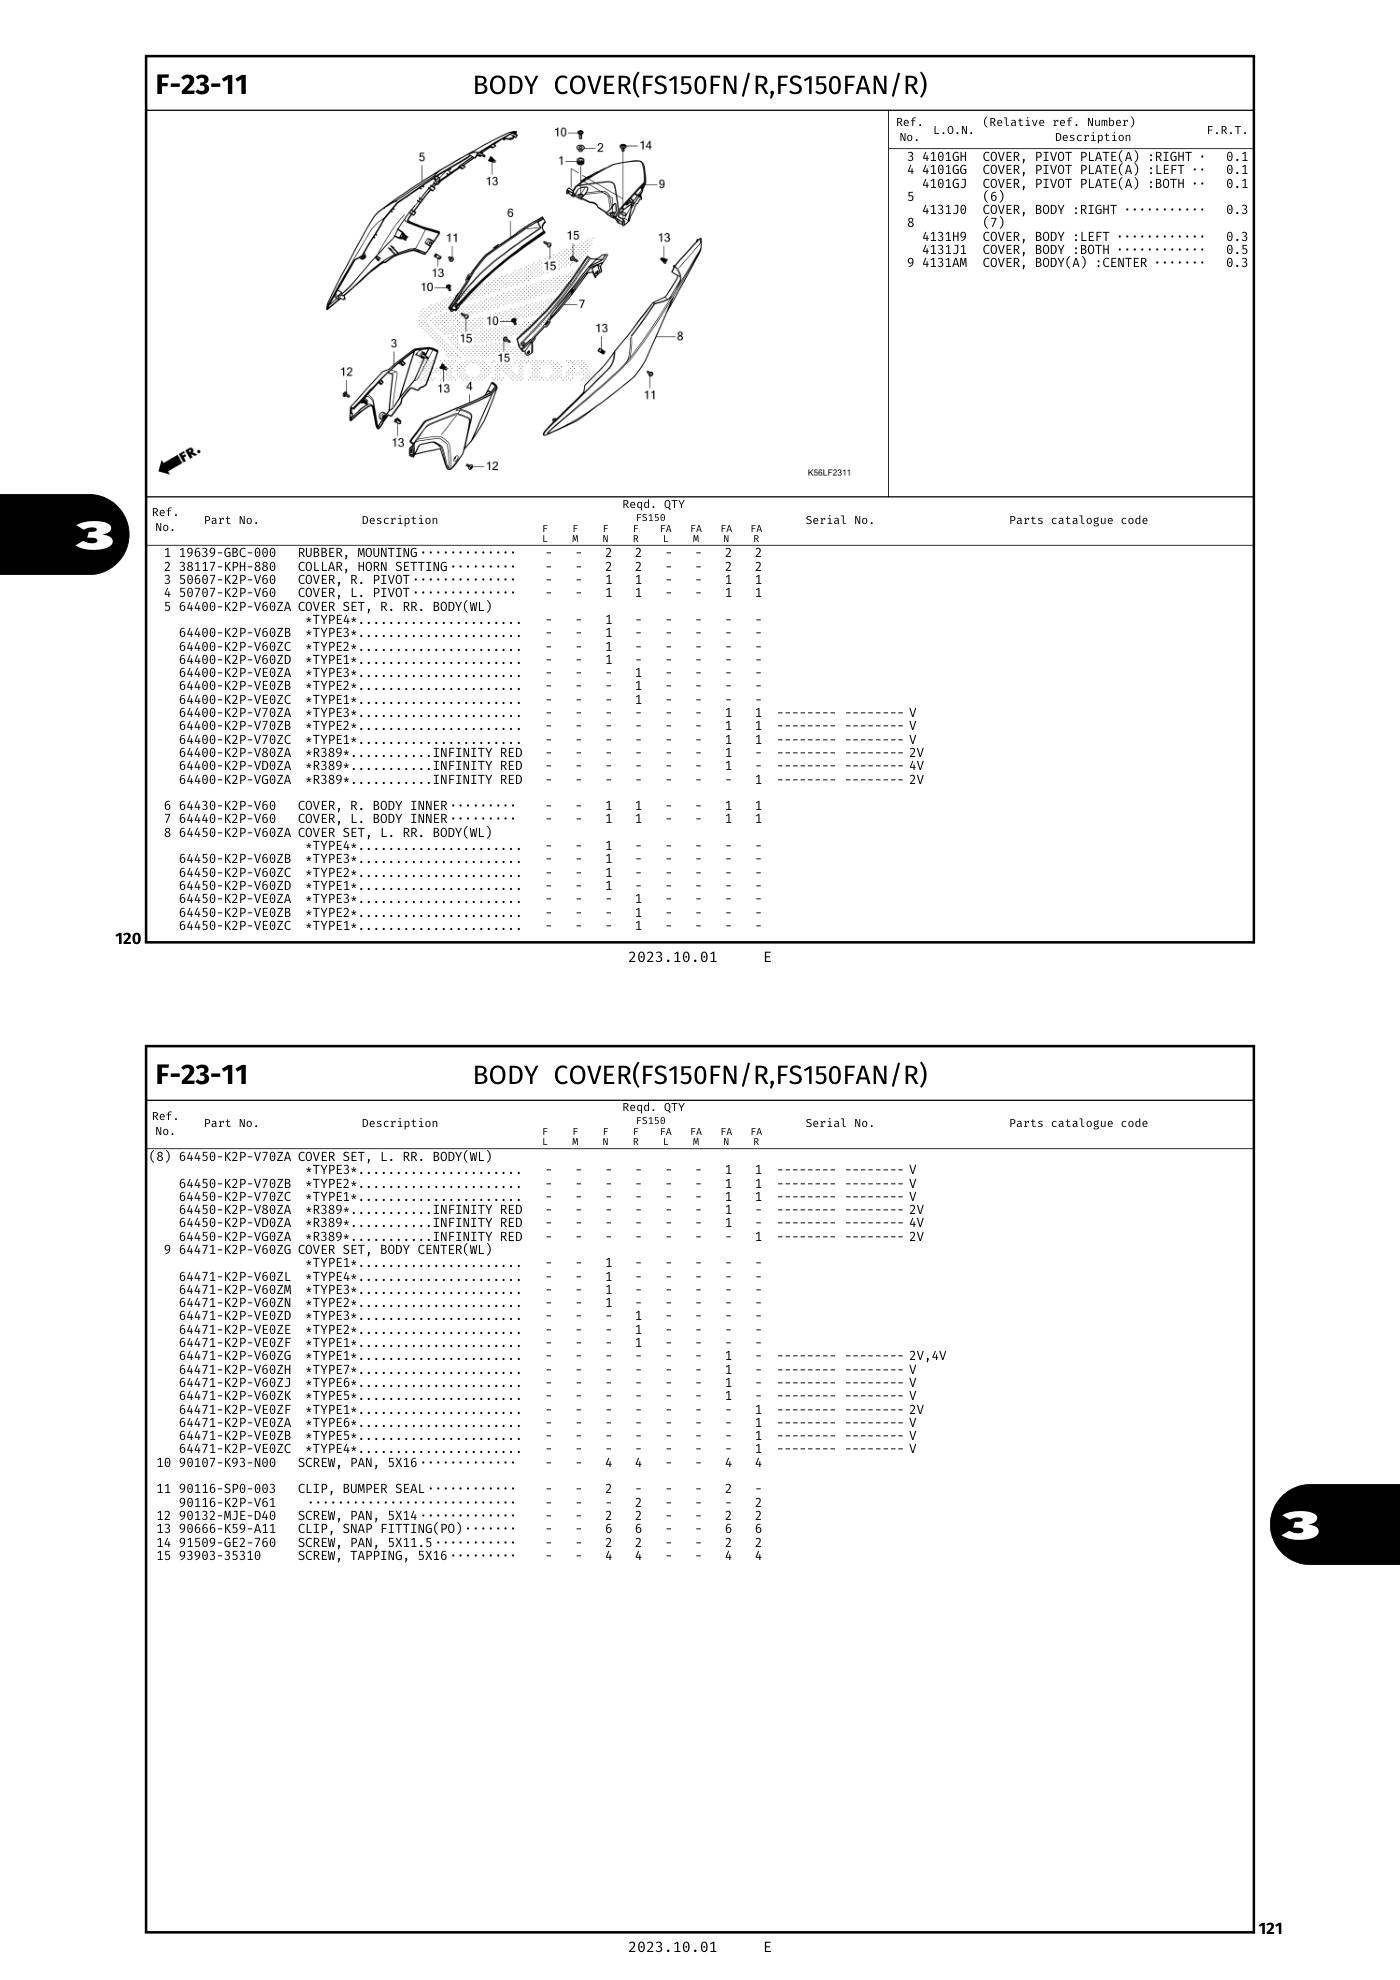 F-23-11 BODY COVER(FS150FN/R,FS150FAN/R)
Ref. No. L.O.N. (Relative ref. Number) Description F.R.T.
3 4101GH COVER, PIVOT PLATE(A) :RIGHT · 0.1
4 4101GG COVER, PIVOT PLATE(A) :LEFT ·· 0.1
4101GJ COVER, PIVOT PLATE(A) :BOTH ·· 0.1
5 (6)
4131J0 COVER, BODY :RIGHT ··········· 0.3
8 (7)
4131H9 COVER, BODY :LEFT ············ 0.3
4131J1 COVER, BODY :BOTH ············ 0.5
9 4131AM COVER, BODY(A) :CENTER ······· 0.3
10
2
14
1
5
13
9
6
11
15
13
13
15
10
7
10
15
15
13
8
3
12
13
4
11
13
12
HONDA
FR.
K56LF2311
3
Ref. No. Part No. Description Reqd. QTY FS150 Serial No. Parts catalogue code
F F F F FA FA FA FA
L M N R L M N R
1 19639-GBC-000 RUBBER, MOUNTING············· - - 2 2 - - 2 2
2 38117-KPH-880 COLLAR, HORN SETTING········· - - 2 2 - - 2 2
3 50607-K2P-V60 COVER, R. PIVOT·············· - - 1 1 - - 1 1
4 50707-K2P-V60 COVER, L. PIVOT·············· - - 1 1 - - 1 1
5 64400-K2P-V60ZA COVER SET, R. RR. BODY(WL)
*TYPE4*...................... - - 1 - - - - -
64400-K2P-V60ZB *TYPE3*...................... - - 1 - - - - -
64400-K2P-V60ZC *TYPE2*...................... - - 1 - - - - -
64400-K2P-V60ZD *TYPE1*...................... - - 1 - - - - -
64400-K2P-VE0ZA *TYPE3*...................... - - - 1 - - - -
64400-K2P-VE0ZB *TYPE2*...................... - - - 1 - - - -
64400-K2P-VE0ZC *TYPE1*...................... - - - 1 - - - -
64400-K2P-V70ZA *TYPE3*...................... - - - - - - 1 1 -------- -------- V
64400-K2P-V70ZB *TYPE2*...................... - - - - - - 1 1 -------- -------- V
64400-K2P-V70ZC *TYPE1*...................... - - - - - - 1 1 -------- -------- V
64400-K2P-V80ZA *R389*...........INFINITY RED - - - - - - 1 - -------- -------- 2V
64400-K2P-VD0ZA *R389*...........INFINITY RED - - - - - - 1 - -------- -------- 4V
64400-K2P-VG0ZA *R389*...........INFINITY RED - - - - - - - 1 -------- -------- 2V
6 64430-K2P-V60 COVER, R. BODY INNER········· - - 1 1 - - 1 1
7 64440-K2P-V60 COVER, L. BODY INNER········· - - 1 1 - - 1 1
8 64450-K2P-V60ZA COVER SET, L. RR. BODY(WL)
*TYPE4*...................... - - 1 - - - - -
64450-K2P-V60ZB *TYPE3*...................... - - 1 - - - - -
64450-K2P-V60ZC *TYPE2*...................... - - 1 - - - - -
64450-K2P-V60ZD *TYPE1*...................... - - 1 - - - - -
64450-K2P-VE0ZA *TYPE3*...................... - - - 1 - - - -
64450-K2P-VE0ZB *TYPE2*...................... - - - 1 - - - -
64450-K2P-VE0ZC *TYPE1*...................... - - - 1 - - - -
120
2023.10.01 E
F-23-11 BODY COVER(FS150FN/R,FS150FAN/R)
Ref. No. Part No. Description Reqd. QTY FS150 Serial No. Parts catalogue code
F F F F FA FA FA FA
L M N R L M N R
(8) 64450-K2P-V70ZA COVER SET, L. RR. BODY(WL)
*TYPE3*...................... - - - - - - 1 1 -------- -------- V
64450-K2P-V70ZB *TYPE2*...................... - - - - - - 1 1 -------- -------- V
64450-K2P-V70ZC *TYPE1*...................... - - - - - - 1 1 -------- -------- V
64450-K2P-V80ZA *R389*...........INFINITY RED - - - - - - 1 - -------- -------- 2V
64450-K2P-VD0ZA *R389*...........INFINITY RED - - - - - - 1 - -------- -------- 4V
64450-K2P-VG0ZA *R389*...........INFINITY RED - - - - - - - 1 -------- -------- 2V
9 64471-K2P-V60ZG COVER SET, BODY CENTER(WL)
*TYPE1*...................... - - 1 - - - - -
64471-K2P-V60ZL *TYPE4*...................... - - 1 - - - - -
64471-K2P-V60ZM *TYPE3*...................... - - 1 - - - - -
64471-K2P-V60ZN *TYPE2*...................... - - 1 - - - - -
64471-K2P-VE0ZD *TYPE3*...................... - - - 1 - - - -
64471-K2P-VE0ZE *TYPE2*...................... - - - 1 - - - -
64471-K2P-VE0ZF *TYPE1*...................... - - - 1 - - - -
64471-K2P-V60ZG *TYPE1*...................... - - - - - - 1 - -------- -------- 2V,4V
64471-K2P-V60ZH *TYPE7*...................... - - - - - - 1 - -------- -------- V
64471-K2P-V60ZJ *TYPE6*...................... - - - - - - 1 - -------- -------- V
64471-K2P-V60ZK *TYPE5*...................... - - - - - - 1 - -------- -------- V
64471-K2P-VE0ZF *TYPE1*...................... - - - - - - - 1 -------- -------- 2V
64471-K2P-VE0ZA *TYPE6*...................... - - - - - - - 1 -------- -------- V
64471-K2P-VE0ZB *TYPE5*...................... - - - - - - - 1 -------- -------- V
64471-K2P-VE0ZC *TYPE4*...................... - - - - - - - 1 -------- -------- V
10 90107-K93-N00 SCREW, PAN, 5X16············· - - 4 4 - - 4 4
11 90116-SP0-003 CLIP, BUMPER SEAL············ - - 2 - - - 2 -
90116-K2P-V61 ···························· - - - 2 - - - 2
12 90132-MJE-D40 SCREW, PAN, 5X14············· - - 2 2 - - 2 2
13 90666-K59-A11 CLIP, SNAP FITTING(PO)······· - - 6 6 - - 6 6
14 91509-GE2-760 SCREW, PAN, 5X11.5··········· - - 2 2 - - 2 2
15 93903-35310 SCREW, TAPPING, 5X16········· - - 4 4 - - 4 4
3
121
2023.10.01 E